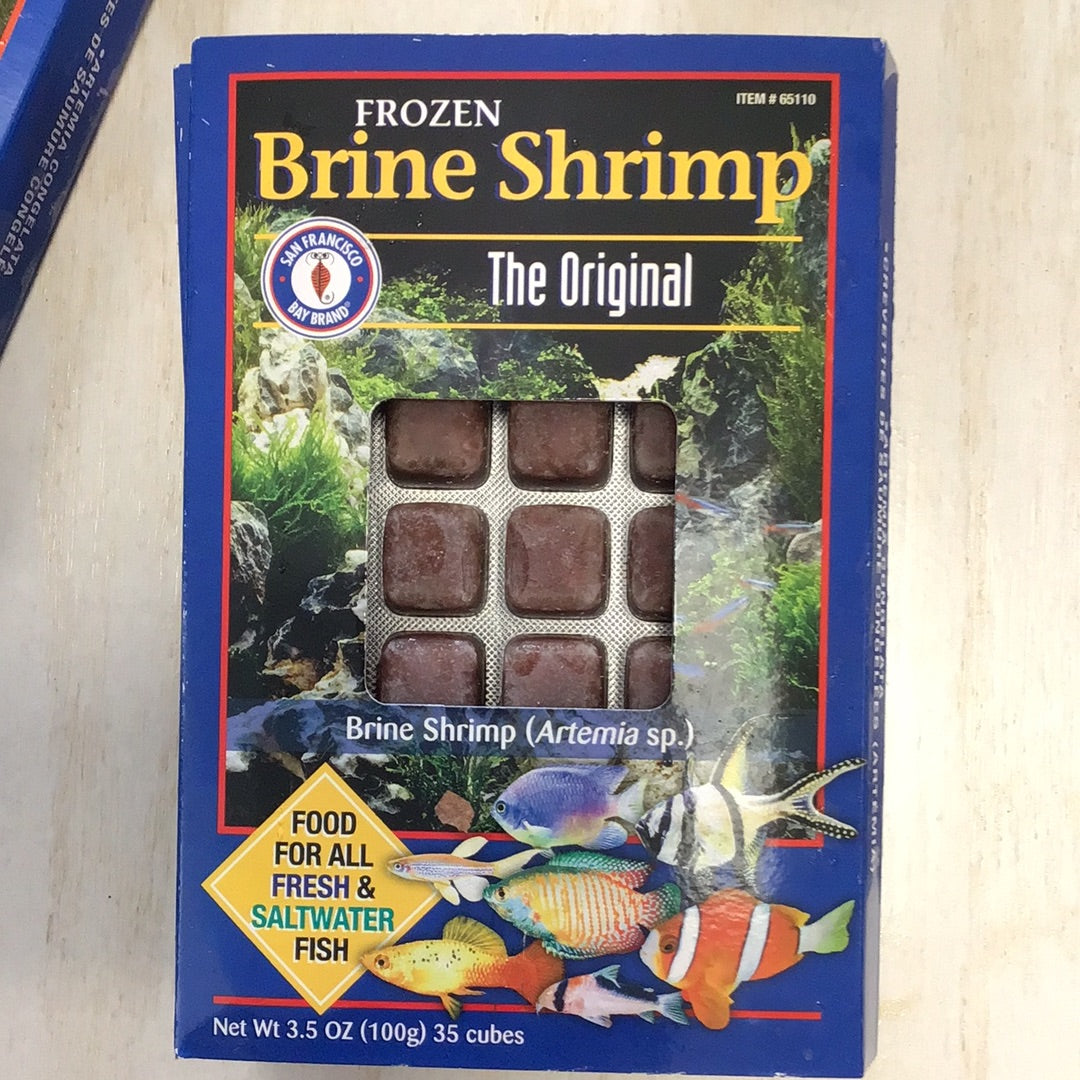 FROZEN
ITEM # 65110
Brine Shrimp
SAN FRANCISCO
BAY BRAND®
The Original
Brine Shrimp (Artemia sp.)
FOOD
FOR ALL
FRESH &
SALTWATER
FISH
Net Wt 3.5 OZ (100g) 35 cubes